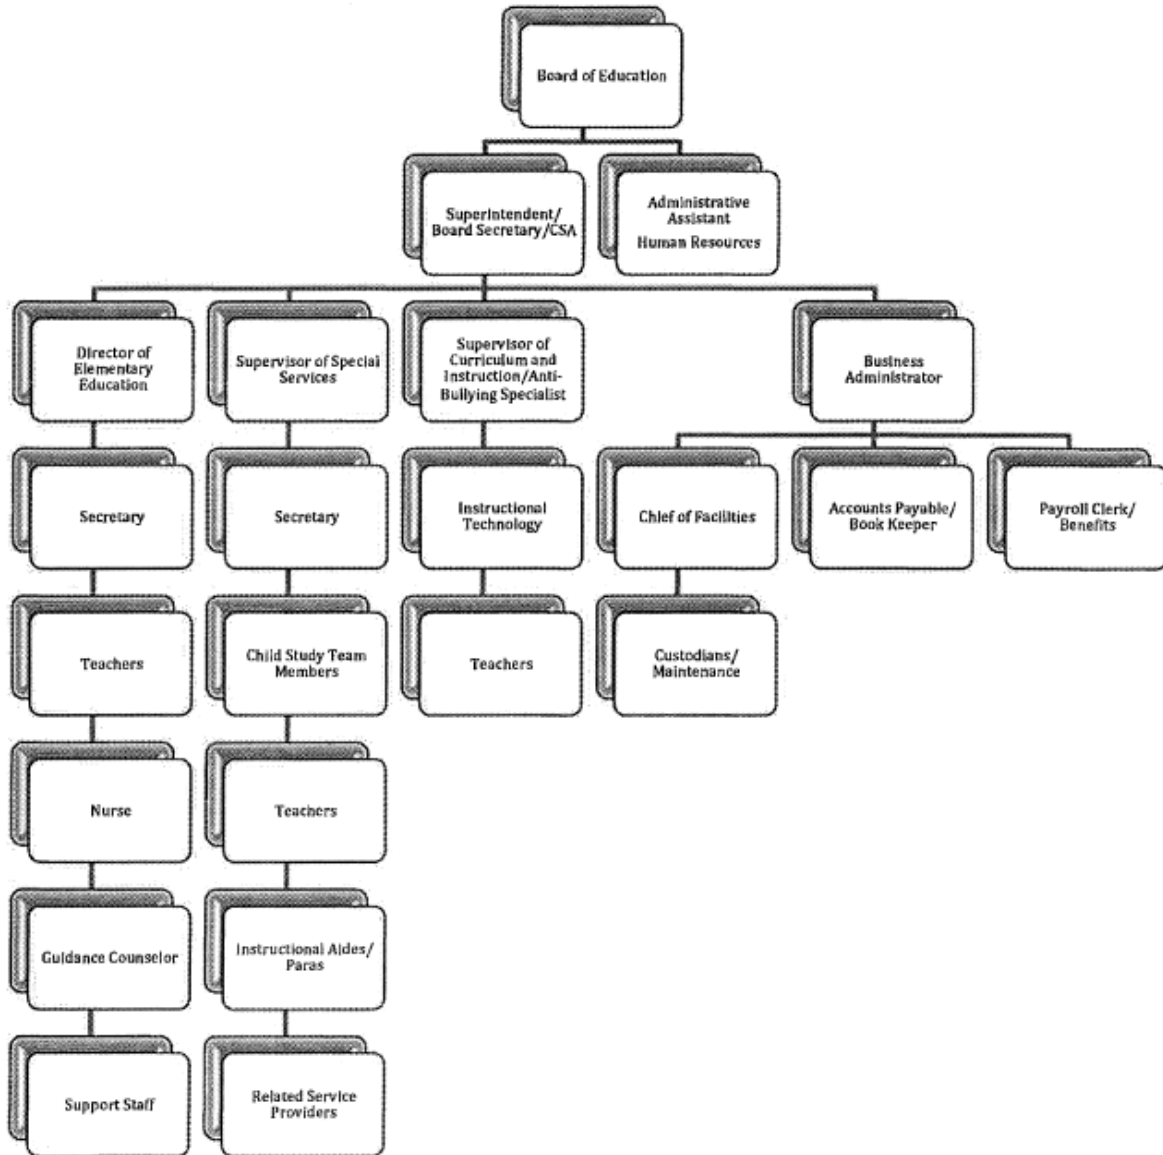 Board of Education
Superintendent/
Board Secretary/CSA
Administrative
Assistant
Human Resources
Director of
Elementary
Education
Supervisor of Special
Services
Supervisor of
Curriculum and
Instruction/Anti-
Bullying Specialist
Business
Administrator
Secretary
Secretary
Instructional
Technology
Chief of Facilities
Accounts Payable/
Book Keeper
Payroll Clerk/
Benefits
Teachers
Child Study Team
Members
Teachers
Custodians/
Maintenance
Nurse
Teachers
Guidance Counselor
Instructional Aides/
Paras
Support Staff
Related Service
Providers